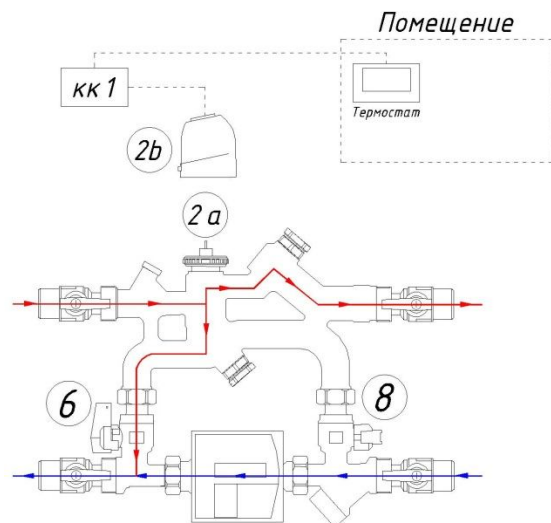 Помещение
кк 1
Термостат
2b
2 а
6
8